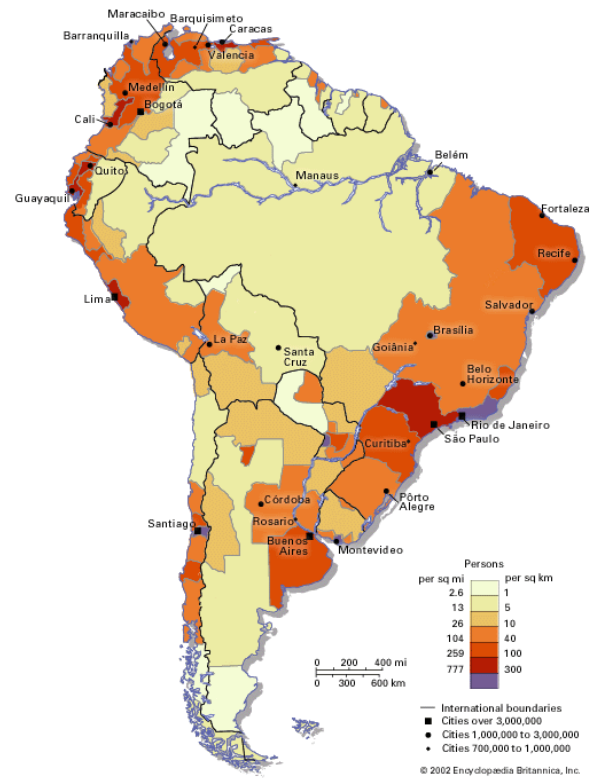 Maracaibo
Barquisimeto
Barranquilla
Caracas
Valencia
Medellín
Bogotá
Cali
Quito
Guayaquil
Belém
Manaus
Fortaleza
Recife
Lima
Salvador
La Paz
Brasília
Goiânia
Santa
Cruz
Belo
Horizonte
Rio de Janeiro
São Paulo
Curitiba
Pôrto
Alegre
Córdoba
Rosario
Santiago
Buenos
Aires
Montevideo
Persons
per sq mi per sq km
2.6 1
13 5
26 10
104 40
259 100
777 300
0 200 400 mi
0 300 600 km
International boundaries
Cities over 3,000,000
Cities 1,000,000 to 3,000,000
Cities 700,000 to 1,000,000
© 2002 Encyclopædia Britannica, Inc.